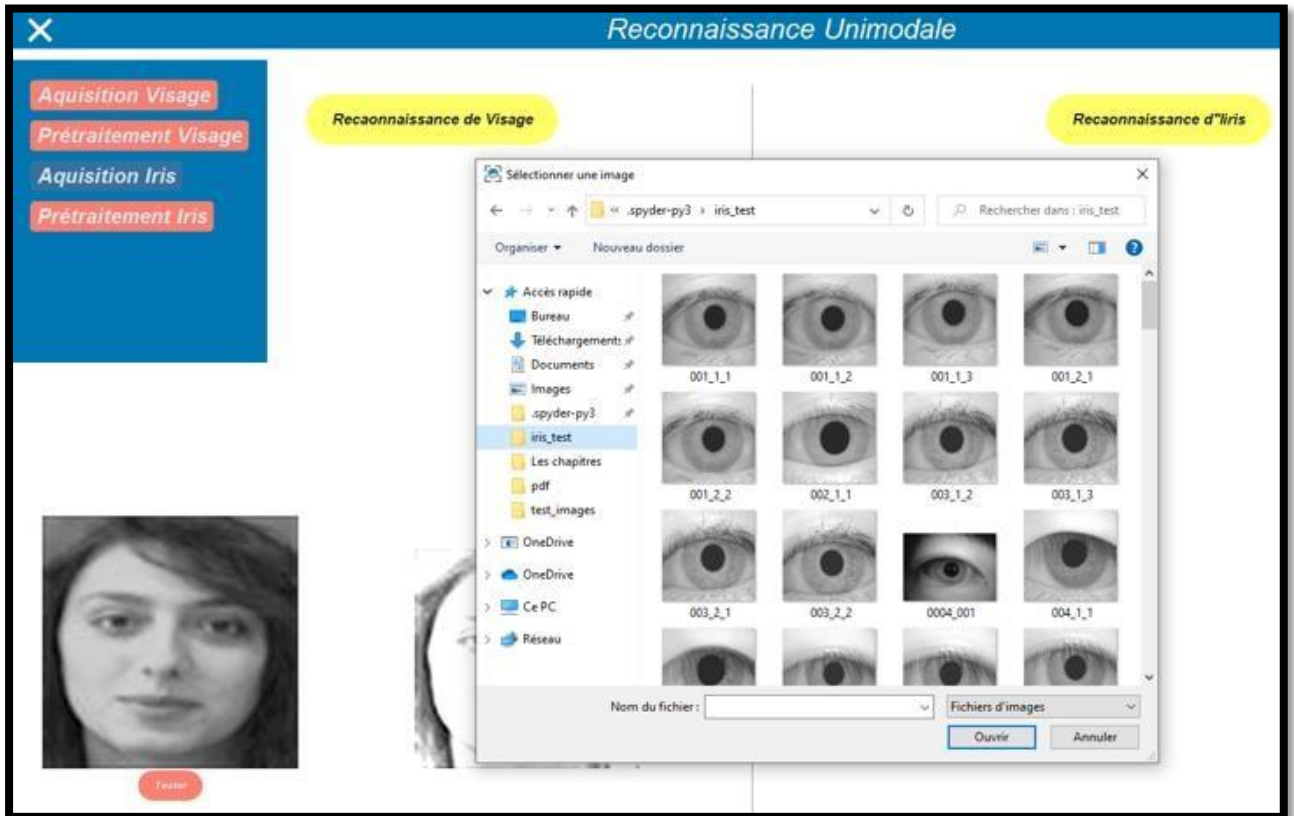 Reconnaissance Unimodale
Aquisition Visage
Prétraitement Visage
Aquisition Iris
Prétraitement Iris
Recaonnaissance de Visage
Recaonnaissance d"Iiris
Sélectionner une image
« .spyder-py3 › iris_test
Rechercher dans : iris_test
Organiser
Nouveau dossier
Accès rapide
Bureau
Téléchargements
Documents
Images
.spyder-py3
iris_test
Les chapitres
pdf
test_images
OneDrive
OneDrive
Ce PC
Réseau
001_1_1 001_1_2 001_1_3 001_2_1
001_2_2 002_1_1 003_1_2 003_1_3
003_2_1 003_2_2 0004_001 004_1_1
Nom du fichier :
Fichiers d'images
Ouvrir Annuler
Tester